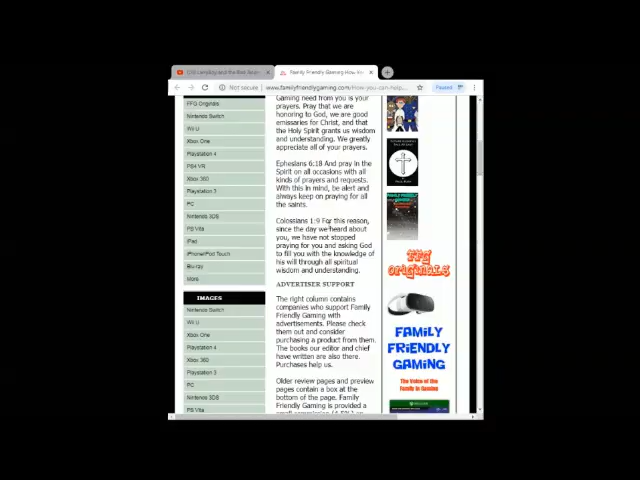 Family Friendly Gaming How Yo
Not secure
www.familyfriendlygaming.com/How-you-can-help...
Paused
FFG Originals
Nintendo Switch
Wii U
Xbox One
Playstation 4
PS4 VR
Xbox 360
Playstation 3
PC
Nintendo 3DS
PS Vita
iPad
iPhone/iPod Touch
Blu-ray
More
IMAGES
Nintendo Switch
Wii U
Xbox One
Playstation 4
Xbox 360
Playstation 3
PC
Nintendo 3DS
PS Vita
Gaming need from you is your
prayers. Pray that we are
honoring to God, we are good
emissaries for Christ, and that
the Holy Spirit grants us wisdom
and understanding. We greatly
appreciate all of your prayers.
Ephesians 6:18 And pray in the
Spirit on all occasions with all
kinds of prayers and requests.
With this in mind, be alert and
always keep on praying for all
the saints.
Colossians 1:9 For this reason,
since the day we heard about
you, we have not stopped
praying for you and asking God
to fill you with the knowledge of
his will through all spiritual
wisdom and understanding.
ADVERTISER SUPPORT
The right column contains
companies who support Family
Friendly Gaming with
advertisements. Please check
them out and consider
purchasing a product from them.
The books our editor and chief
have written are also there.
Purchases help us.
Older review pages and preview
pages contain a box at the
bottom of the page. Family
Friendly Gaming is provided a
FFG
ORIGINALS
FAMILY
FRIENDLY
GAMING
The Voice of the
Family in Gaming